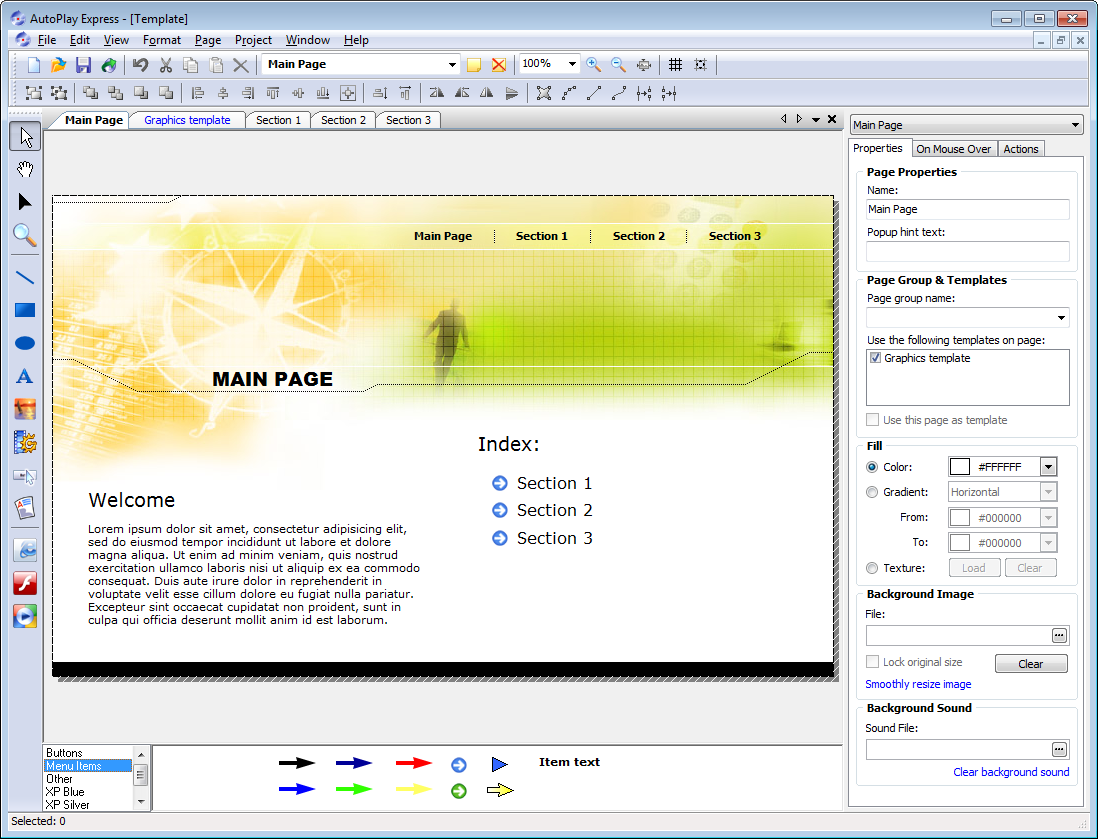 AutoPlay Express - [Template]
File Edit View Format Page Project Window Help
Main Page 100%
Main Page Graphics template Section 1 Section 2 Section 3
Main Page Section 1 Section 2 Section 3
MAIN PAGE
Welcome
Lorem ipsum dolor sit amet, consectetur adipisicing elit,
sed do eiusmod tempor incididunt ut labore et dolore
magna aliqua. Ut enim ad minim veniam, quis nostrud
exercitation ullamco laboris nisi ut aliquip ex ea commodo
consequat. Duis aute irure dolor in reprehenderit in
voluptate velit esse cillum dolore eu fugiat nulla pariatur.
Excepteur sint occaecat cupidatat non proident, sunt in
culpa qui officia deserunt mollit anim id est laborum.
Index:
Section 1
Section 2
Section 3
Buttons
Menu Items
Other
XP Blue
XP Silver
Item text
Main Page
Properties On Mouse Over Actions
Page Properties
Name:
Main Page
Popup hint text:
Page Group & Templates
Page group name:
Use the following templates on page:
Graphics template
Use this page as template
Fill
Color: #FFFFFF
Gradient: Horizontal
From: #000000
To: #000000
Texture: Load Clear
Background Image
File:
...
Lock original size Clear
Smoothly resize image
Background Sound
Sound File:
...
Clear background sound
Selected: 0